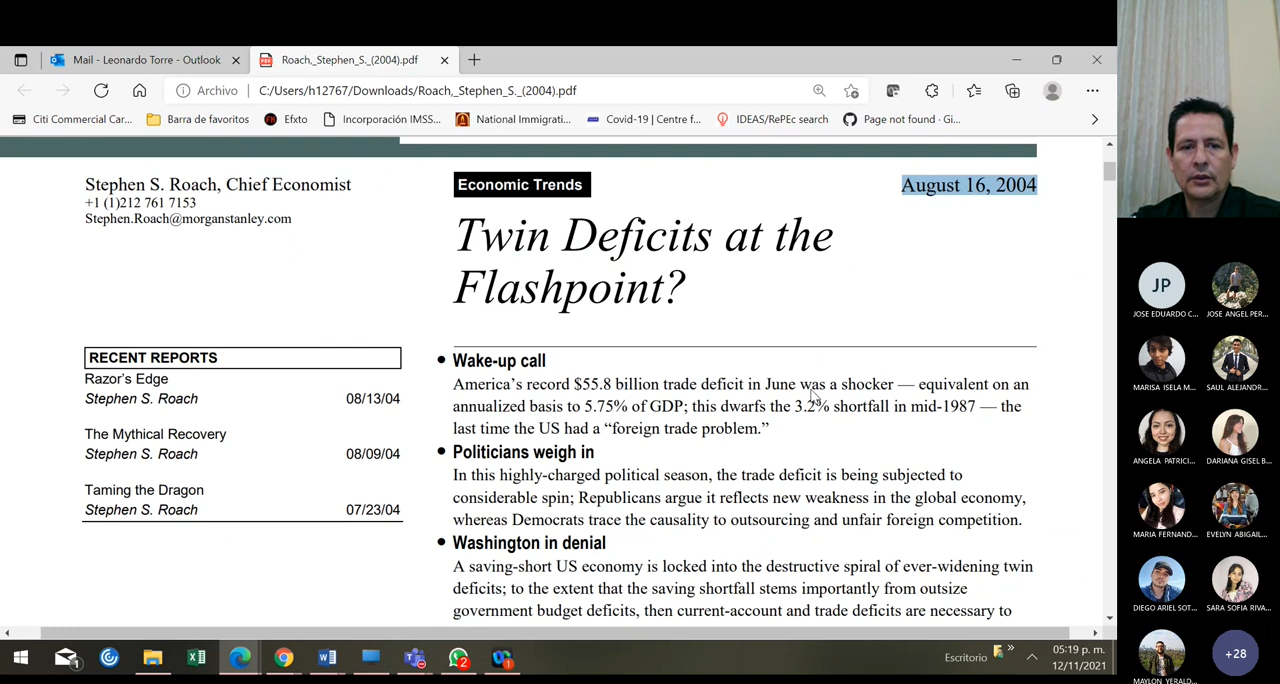 Mail - Leonardo Torre - Outlook
Roach,_Stephen_S._(2004).pdf
Archivo
C:/Users/h12767/Downloads/Roach,_Stephen_S._(2004).pdf
Citi Commercial Car...
Barra de favoritos
Efxto
Incorporación IMSS...
National Immigrati...
Covid-19 | Centre f...
IDEAS/RePEc search
Page not found · Gi...
Stephen S. Roach, Chief Economist
+1 (1)212 761 7153
Stephen.Roach@morganstanley.com
Economic Trends
August 16, 2004
Twin Deficits at the
Flashpoint?
RECENT REPORTS
Razor's Edge
Stephen S. Roach 08/13/04
The Mythical Recovery
Stephen S. Roach 08/09/04
Taming the Dragon
Stephen S. Roach 07/23/04
• Wake-up call
America's record $55.8 billion trade deficit in June was a shocker — equivalent on an
annualized basis to 5.75% of GDP; this dwarfs the 3.2% shortfall in mid-1987 — the
last time the US had a “foreign trade problem.”
• Politicians weigh in
In this highly-charged political season, the trade deficit is being subjected to
considerable spin; Republicans argue it reflects new weakness in the global economy,
whereas Democrats trace the causality to outsourcing and unfair foreign competition.
• Washington in denial
A saving-short US economy is locked into the destructive spiral of ever-widening twin
deficits; to the extent that the saving shortfall stems importantly from outsize
government budget deficits, then current-account and trade deficits are necessary to
JP
JOSE EDUARDO C...
JOSE ANGEL PER...
MARISA ISELA M...
SAUL ALEJANDR...
ANGELA PATRICI...
DARIANA GISEL B...
MARIA FERNAND...
EVELYN ABIGAIL...
DIEGO ARIEL SOT...
SARA SOFIA RIVA...
MAYLON YERALD...
+28
1
2
1
Escritorio
05:19 p. m.
12/11/2021